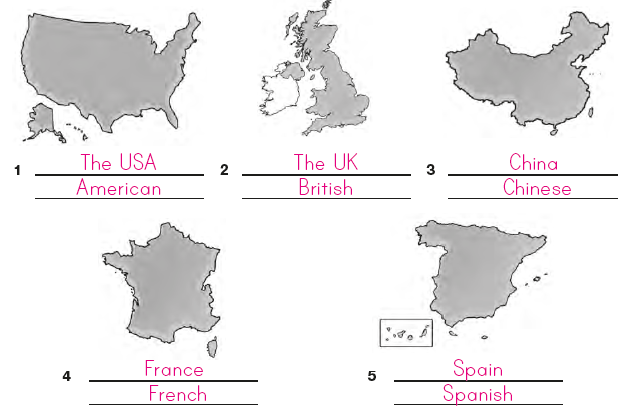 1 The USA
American
2 The UK
British
3 China
Chinese
4 France
French
5 Spain
Spanish